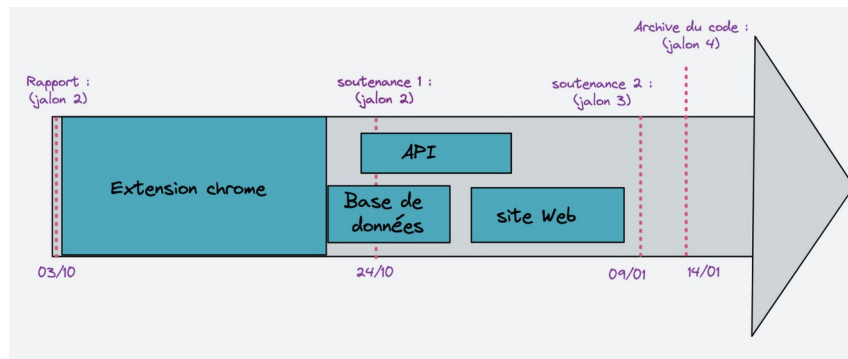 Archive du code :
(jalon 4)
Rapport :
(jalon 2)
soutenance 1 :
(jalon 2)
soutenance 2 :
(jalon 3)
API
Extension chrome
Base de
données
site Web
03/10
24/10
09/01
14/01